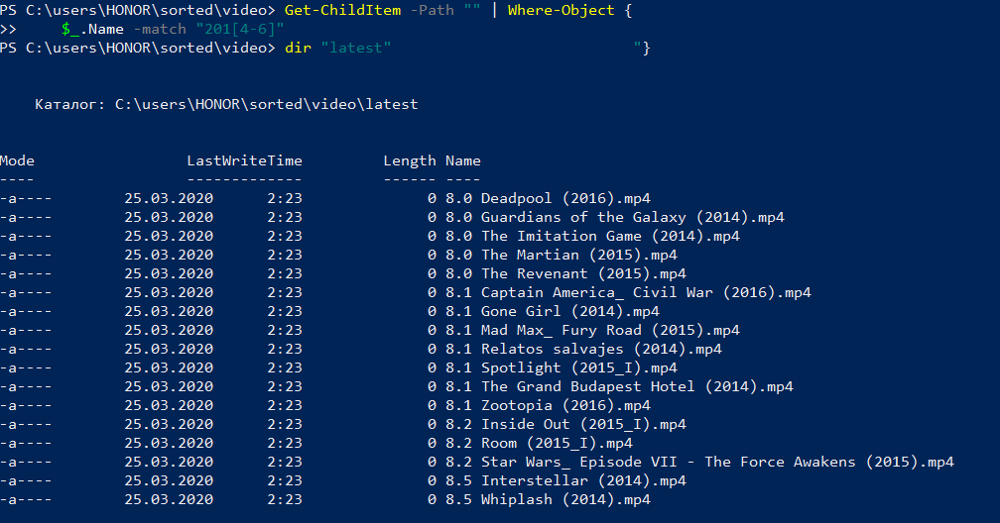 PS C:\users\HONOR\sorted\video> Get-ChildItem -Path "" | Where-Object {
>>     $_.Name -match "201[4-6]"
PS C:\users\HONOR\sorted\video> dir "latest"                           "}
Каталог: C:\users\HONOR\sorted\video\latest
Mode                LastWriteTime         Length Name
----                -------------         ------ ----
-a----        25.03.2020      2:23              0 8.0 Deadpool (2016).mp4
-a----        25.03.2020      2:23              0 8.0 Guardians of the Galaxy (2014).mp4
-a----        25.03.2020      2:23              0 8.0 The Imitation Game (2014).mp4
-a----        25.03.2020      2:23              0 8.0 The Martian (2015).mp4
-a----        25.03.2020      2:23              0 8.0 The Revenant (2015).mp4
-a----        25.03.2020      2:23              0 8.1 Captain America_ Civil War (2016).mp4
-a----        25.03.2020      2:23              0 8.1 Gone Girl (2014).mp4
-a----        25.03.2020      2:23              0 8.1 Mad Max_ Fury Road (2015).mp4
-a----        25.03.2020      2:23              0 8.1 Relatos salvajes (2014).mp4
-a----        25.03.2020      2:23              0 8.1 Spotlight (2015_I).mp4
-a----        25.03.2020      2:23              0 8.1 The Grand Budapest Hotel (2014).mp4
-a----        25.03.2020      2:23              0 8.1 Zootopia (2016).mp4
-a----        25.03.2020      2:23              0 8.2 Inside Out (2015_I).mp4
-a----        25.03.2020      2:23              0 8.2 Room (2015_I).mp4
-a----        25.03.2020      2:23              0 8.2 Star Wars_ Episode VII - The Force Awakens (2015).mp4
-a----        25.03.2020      2:23              0 8.5 Interstellar (2014).mp4
-a----        25.03.2020      2:23              0 8.5 Whiplash (2014).mp4